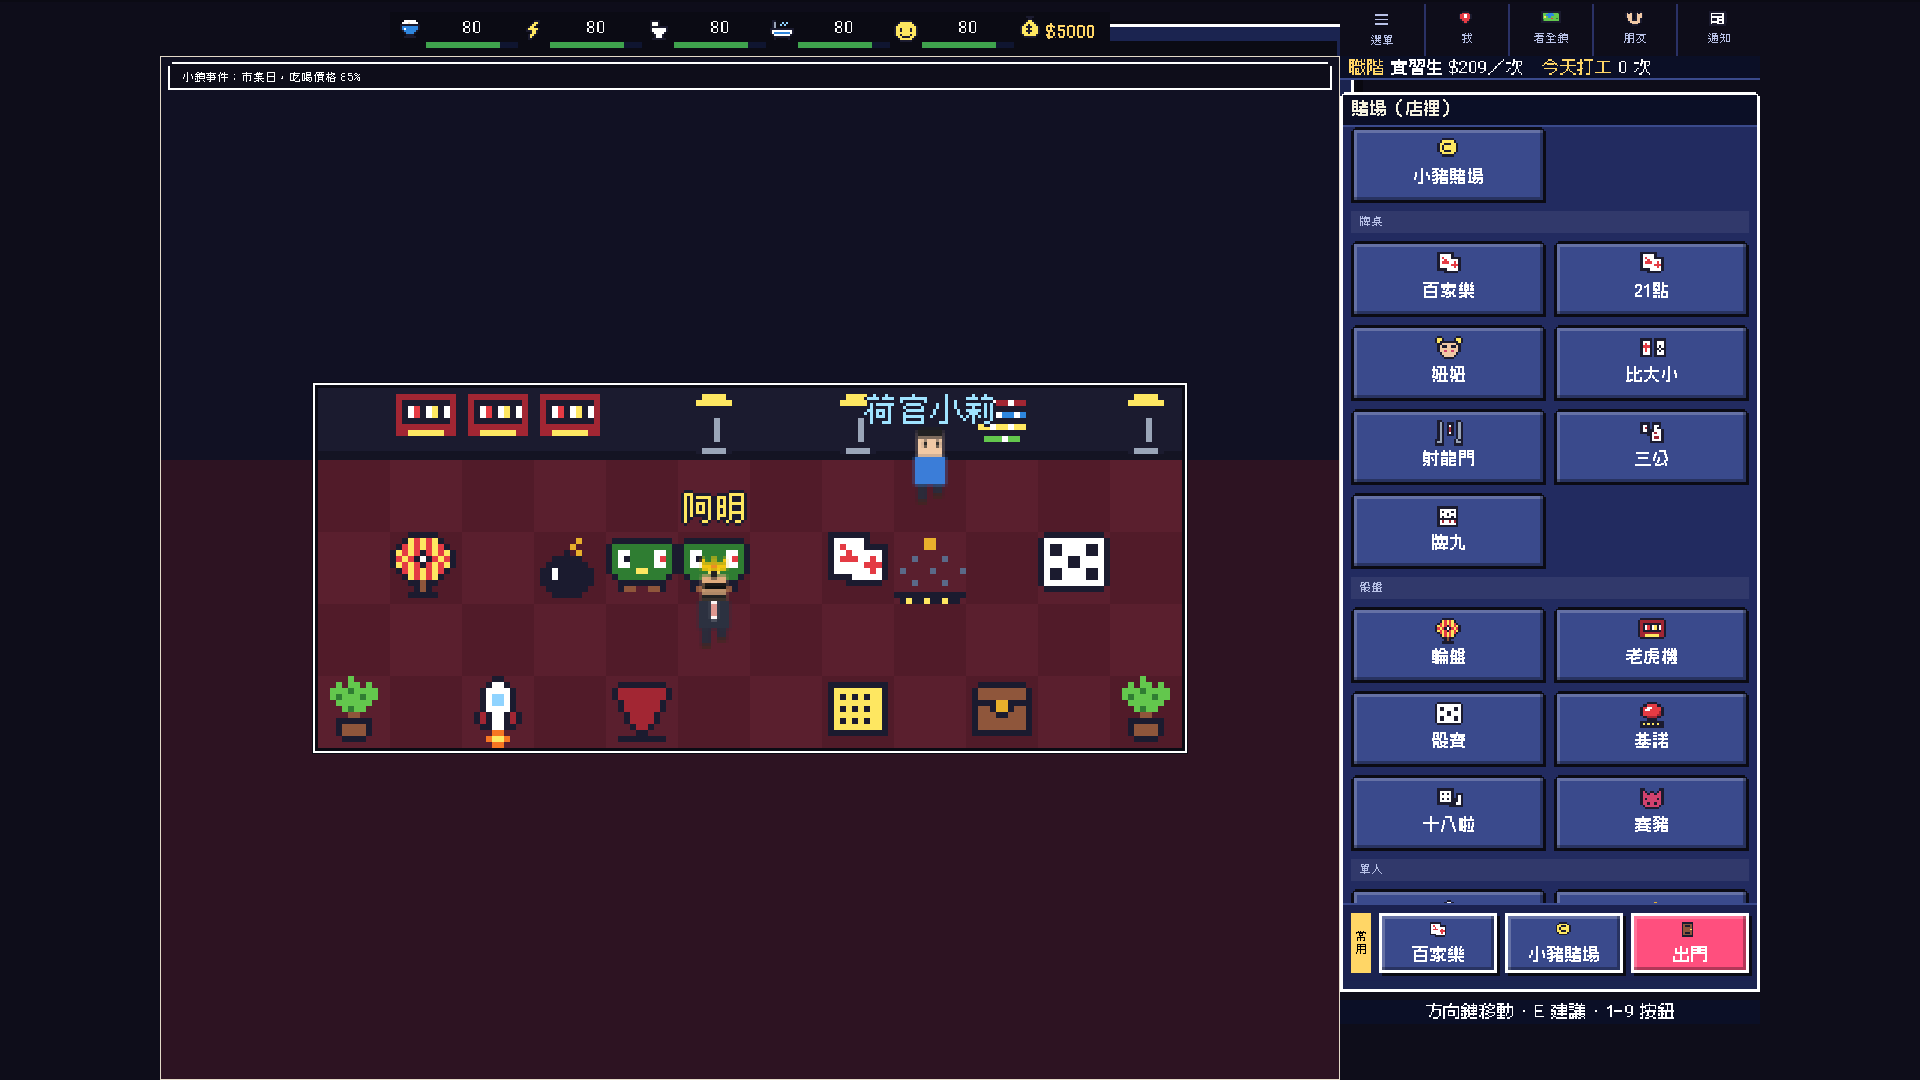 80
80
80
80
80
$5000
選單
我
看全鎮
朋友
通知
小鎮事件：市集日，吃喝價格 85%
職階 實習生 $209／次 今天打工 0 次
賭場（店裡）
小豬賭場
牌桌
百家樂
21點
妞妞
比大小
射龍門
三公
牌九
骰盤
輪盤
老虎機
骰寶
基諾
十八啦
賽豬
單人
常用
百家樂
小豬賭場
出門
方向鍵移動 · E 建議 · 1-9 按鈕
荷官小莉
阿明